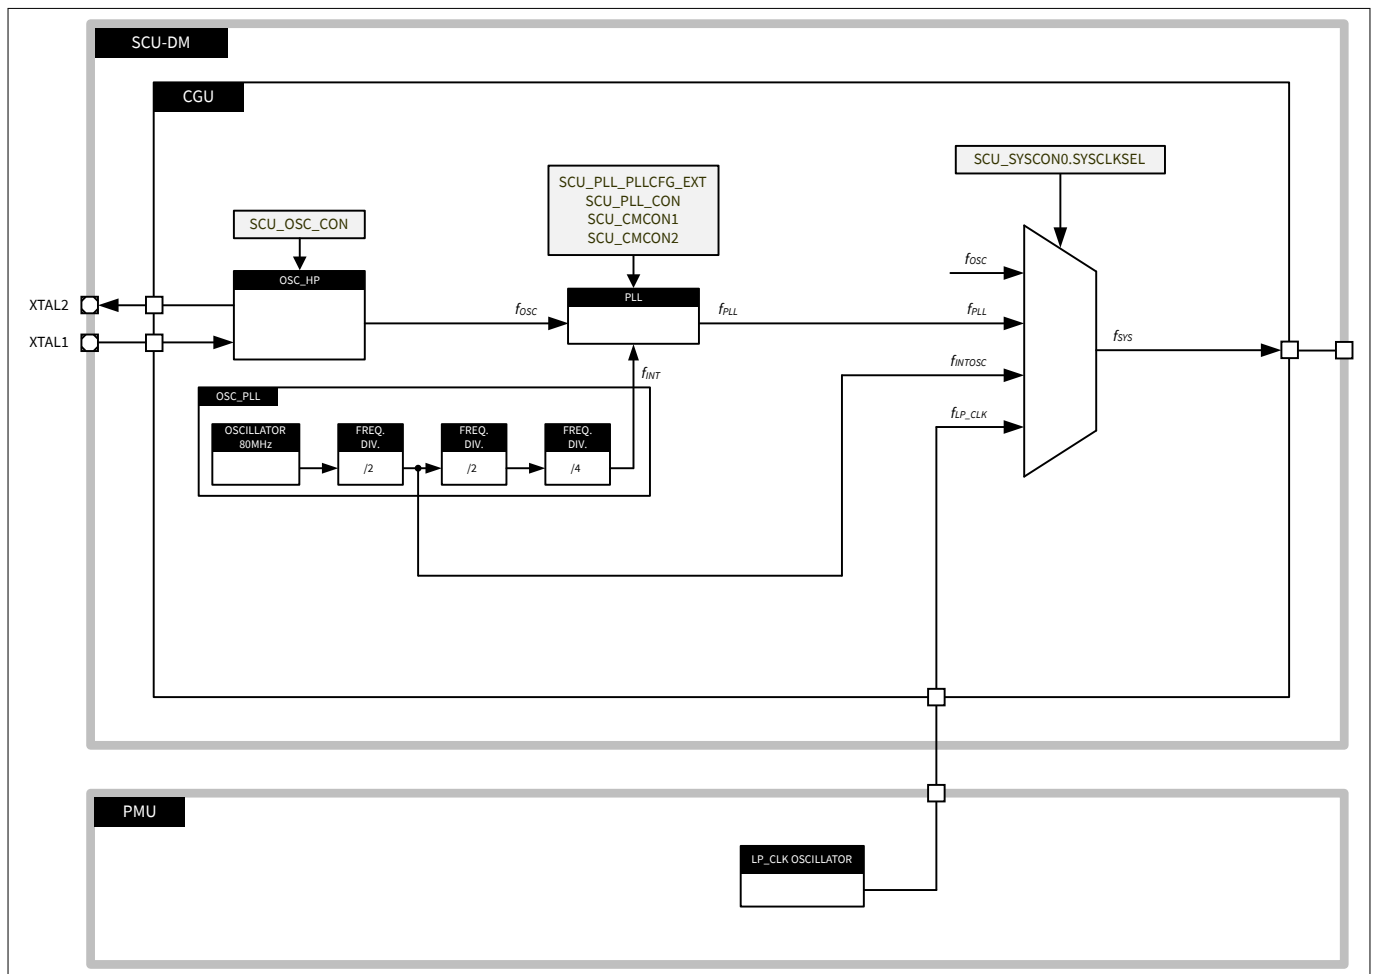 SCU-DM
CGU
SCU_SYSCON0.SYSCLKSEL
SCU_PLL_PLLCFG_EXT
SCU_PLL_CON
SCU_CMCON1
SCU_CMCON2
SCU_OSC_CON
OSC_HP
PLL
XTAL2
XTAL1
fOSC
fPLL
fOSC
fPLL
fINTOSC
fLP_CLK
fSYS
fINT
OSC_PLL
OSCILLATOR
80MHz
FREQ.
DIV.
/2
FREQ.
DIV.
/2
FREQ.
DIV.
/4
PMU
LP_CLK OSCILLATOR